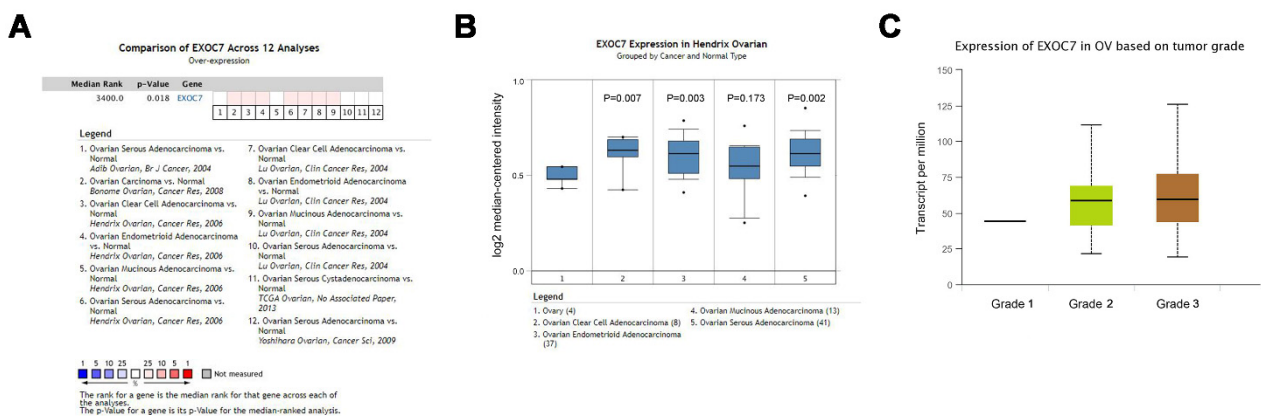 A
Comparison of EXOC7 Across 12 Analyses
Over-expression
Median Rank p-Value Gene
3400.0 0.018 EXOC7
1 2 3 4 5 6 7 8 9 10 11 12
Legend
1. Ovarian Serous Adenocarcinoma vs.
Normal
Adib Ovarian, Br J Cancer, 2004
2. Ovarian Carcinoma vs. Normal
Bonome Ovarian, Cancer Res, 2008
3. Ovarian Clear Cell Adenocarcinoma vs.
Normal
Hendrix Ovarian, Cancer Res, 2006
4. Ovarian Endometrioid Adenocarcinoma
vs. Normal
Hendrix Ovarian, Cancer Res, 2006
5. Ovarian Mucinous Adenocarcinoma vs.
Normal
Hendrix Ovarian, Cancer Res, 2006
6. Ovarian Serous Adenocarcinoma vs.
Normal
Hendrix Ovarian, Cancer Res, 2006
7. Ovarian Clear Cell Adenocarcinoma vs.
Normal
Lu Ovarian, Clin Cancer Res, 2004
8. Ovarian Endometrioid Adenocarcinoma
vs. Normal
Lu Ovarian, Clin Cancer Res, 2004
9. Ovarian Mucinous Adenocarcinoma vs.
Normal
Lu Ovarian, Clin Cancer Res, 2004
10. Ovarian Serous Adenocarcinoma vs.
Normal
Lu Ovarian, Clin Cancer Res, 2004
11. Ovarian Serous Cystadenocarcinoma vs.
Normal
TCGA Ovarian, No Associated Paper,
2013
12. Ovarian Serous Adenocarcinoma vs.
Normal
Yoshihara Ovarian, Cancer Sci, 2009
1 5 10 25 25 10 5 1
Not measured
%
The rank for a gene is the median rank for that gene across each of
the analyses.
The p-Value for a gene is its p-Value for the median-ranked analysis.
B
EXOC7 Expression in Hendrix Ovarian
Grouped by Cancer and Normal Type
log2 median-centered intensity
1.0
0.5
0.0
P=0.007 P=0.003 P=0.173 P=0.002
1 2 3 4 5
Legend
1. Ovary (4)
2. Ovarian Clear Cell Adenocarcinoma (8)
3. Ovarian Endometrioid Adenocarcinoma
(37)
4. Ovarian Mucinous Adenocarcinoma (13)
5. Ovarian Serous Adenocarcinoma (41)
C
Expression of EXOC7 in OV based on tumor grade
Transcript per million
150
125
100
75
50
25
0
Grade 1 Grade 2 Grade 3